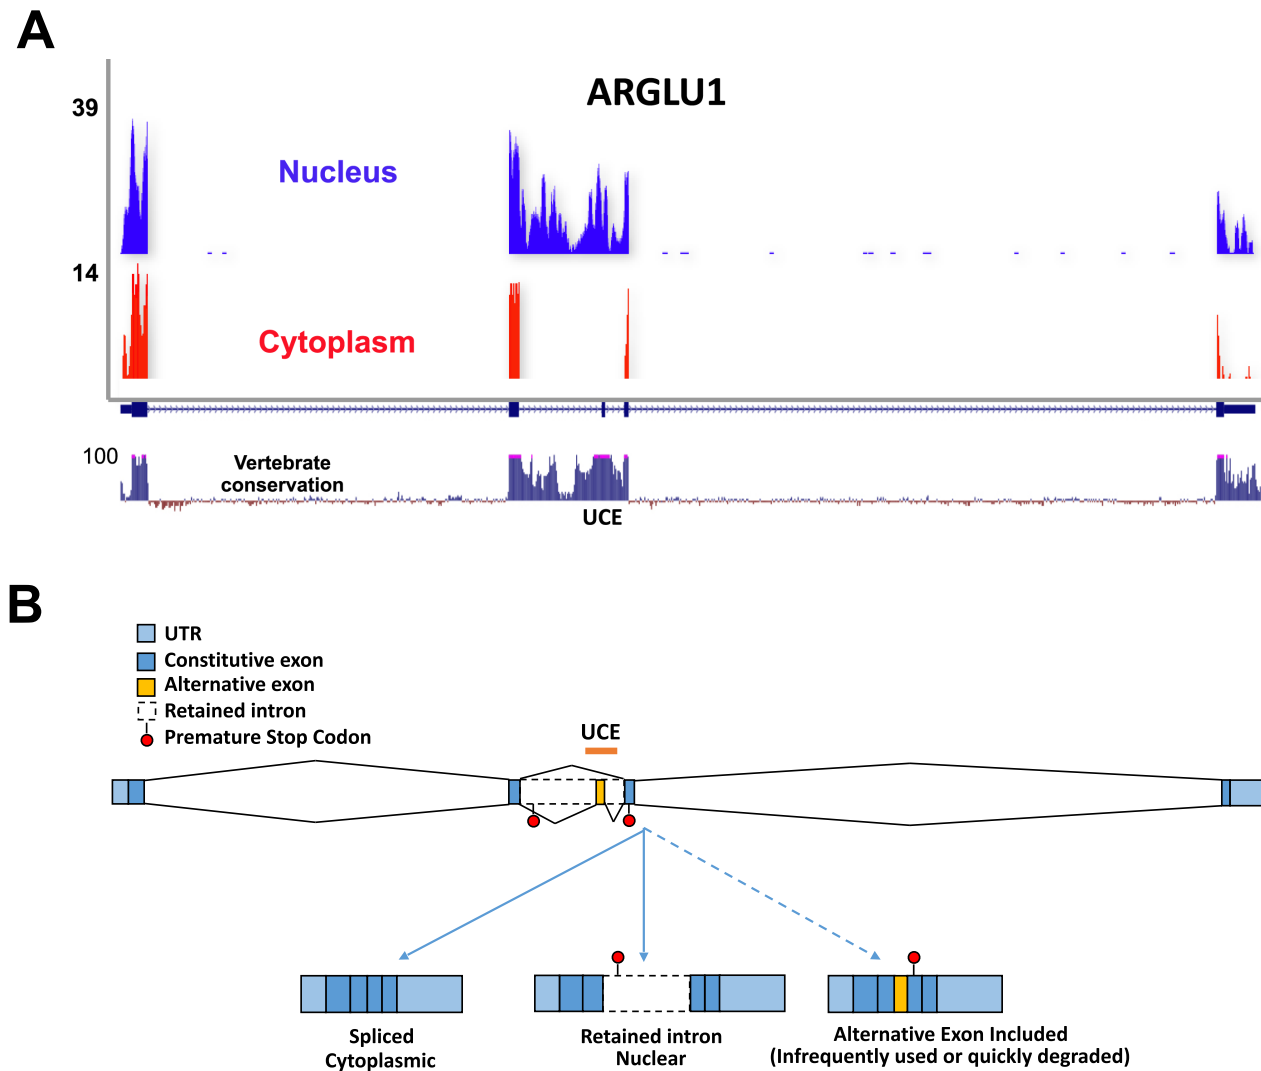 A
ARGLU1
39
Nucleus
14
Cytoplasm
100
Vertebrate
conservation
UCE
B
UTR
Constitutive exon
Alternative exon
Retained intron
Premature Stop Codon
UCE
Spliced
Cytoplasmic
Retained intron
Nuclear
Alternative Exon Included
(Infrequently used or quickly degraded)